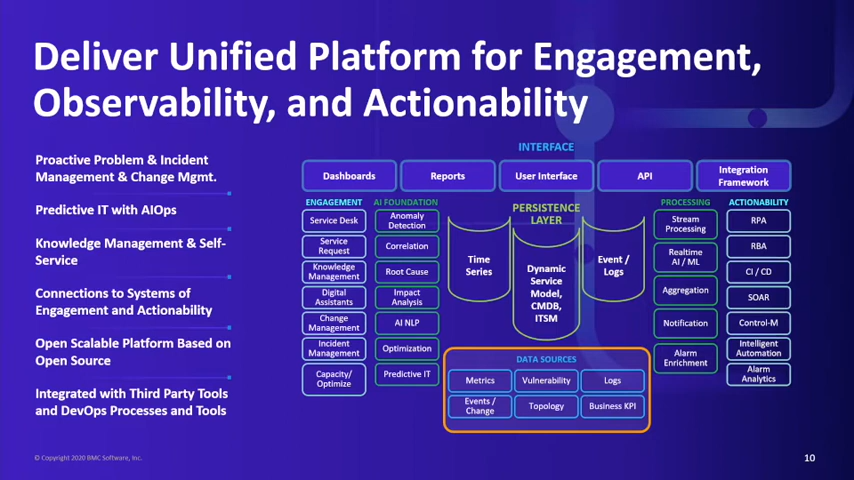 Deliver Unified Platform for Engagement,
Observability, and Actionability
Proactive Problem & Incident
Management & Change Mgmt.
Predictive IT with AIOps
Knowledge Management & Self-
Service
Connections to Systems of
Engagement and Actionability
Open Scalable Platform Based on
Open Source
Integrated with Third Party Tools
and DevOps Processes and Tools
INTERFACE
Dashboards
Reports
User Interface
API
Integration
Framework
ENGAGEMENT
Service Desk
Service
Request
Knowledge
Management
Digital
Assistants
Change
Management
Incident
Management
Capacity/
Optimize
AI FOUNDATION
Anomaly
Detection
Correlation
Root Cause
Impact
Analysis
AI NLP
Optimization
Predictive IT
PERSISTENCE
LAYER
Time
Series
Dynamic
Service
Model,
CMDB,
ITSM
Event /
Logs
DATA SOURCES
Metrics
Vulnerability
Logs
Events /
Change
Topology
Business KPI
PROCESSING
Stream
Processing
Realtime
AI / ML
Aggregation
Notification
Alarm
Enrichment
ACTIONABILITY
RPA
RBA
CI / CD
SOAR
Control-M
Intelligent
Automation
Alarm
Analytics
© Copyright 2020 BMC Software, Inc.
10